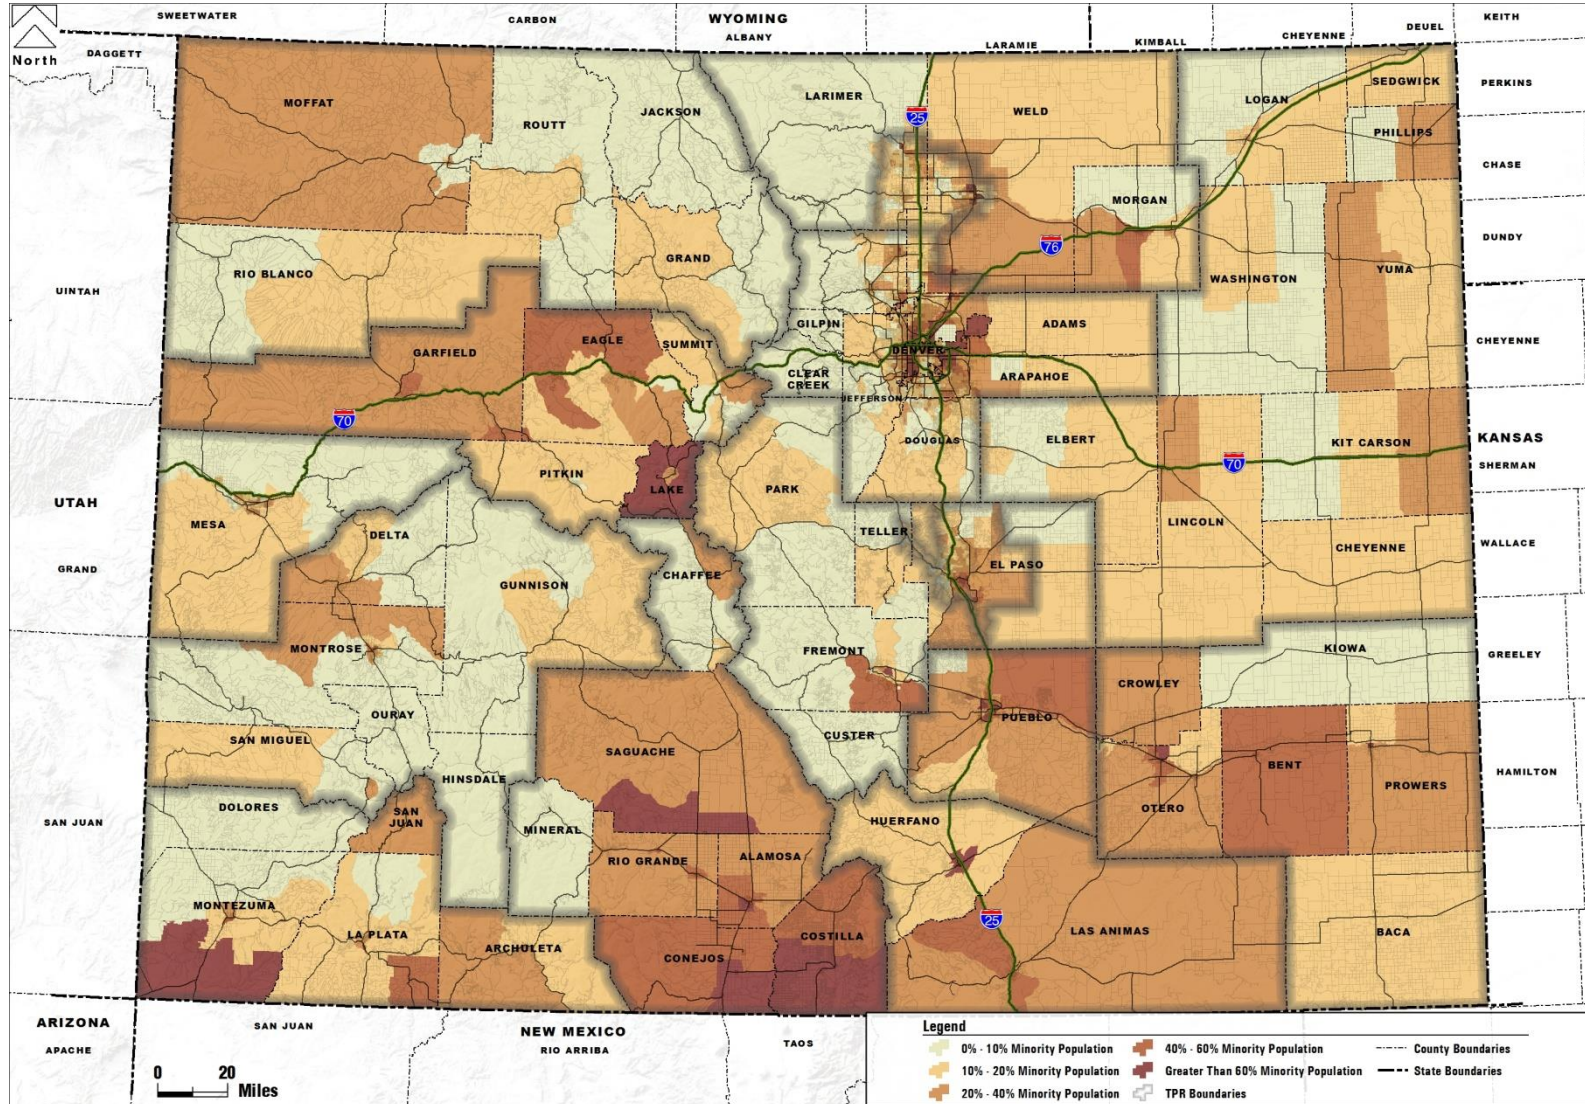 SWEETWATER
CARBON
WYOMING
ALBANY
LARAMIE
KIMBALL
CHEYENNE
DEUEL
KEITH
North
DAGGETT
MOFFAT
ROUTT
JACKSON
LARIMER
25
WELD
LOGAN
SEDGWICK
PERKINS
PHILLIPS
CHASE
MORGAN
76
DUNDY
UINTAH
RIO BLANCO
GRAND
WASHINGTON
YUMA
GARFIELD
EAGLE
SUMMIT
GILPIN
ADAMS
CHEYENNE
DENVER
CLEAR
CREEK
ARAPAHOE
JEFFERSON
70
DOUGLAS
ELBERT
70
KIT CARSON
KANSAS
SHERMAN
UTAH
PITKIN
LAKE
PARK
MESA
DELTA
TELLER
LINCOLN
CHEYENNE
WALLACE
GRAND
GUNNISON
CHAFFEE
EL PASO
MONTROSE
FREMONT
KIOWA
GREELEY
CROWLEY
OURAY
PUEBLO
SAN MIGUEL
SAGUACHE
CUSTER
BENT
HAMILTON
HINSDALE
PROWERS
DOLORES
SAN
JUAN
OTERO
SAN JUAN
MINERAL
HUERFANO
RIO GRANDE
ALAMOSA
MONTEZUMA
LA PLATA
ARCHULETA
CONEJOS
COSTILLA
25
LAS ANIMAS
BACA
ARIZONA
APACHE
SAN JUAN
NEW MEXICO
RIO ARRIBA
TAOS
0 20
Miles
Legend
0% - 10% Minority Population
10% - 20% Minority Population
20% - 40% Minority Population
40% - 60% Minority Population
Greater Than 60% Minority Population
TPR Boundaries
County Boundaries
State Boundaries